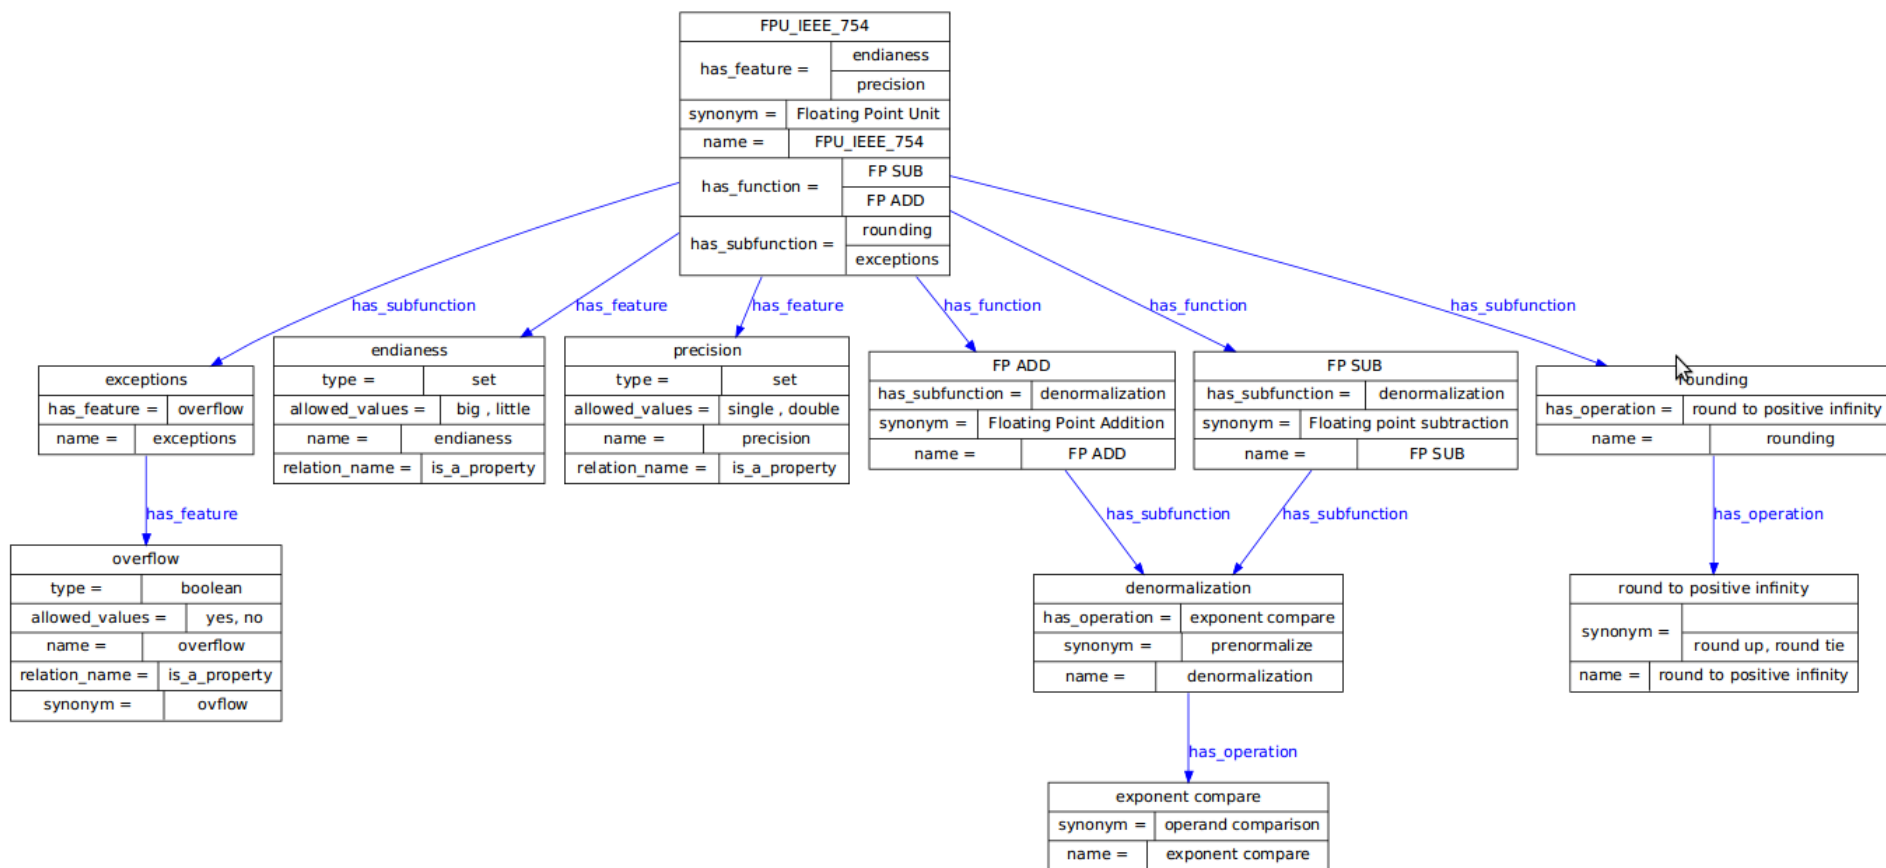 FPU_IEEE_754
has_feature =
endianess
precision
synonym = Floating Point Unit
name = FPU_IEEE_754
has_function =
FP SUB
FP ADD
has_subfunction =
rounding
exceptions
has_subfunction
has_feature
has_feature
has_function
has_function
has_subfunction
exceptions
has_feature = overflow
name = exceptions
endianess
type = set
allowed_values = big , little
name = endianess
relation_name = is_a_property
precision
type = set
allowed_values = single , double
name = precision
relation_name = is_a_property
FP ADD
has_subfunction = denormalization
synonym = Floating Point Addition
name = FP ADD
FP SUB
has_subfunction = denormalization
synonym = Floating point subtraction
name = FP SUB
rounding
has_operation = round to positive infinity
name = rounding
has_feature
has_subfunction
has_subfunction
has_operation
overflow
type = boolean
allowed_values = yes, no
name = overflow
relation_name = is_a_property
synonym = ovflow
denormalization
has_operation = exponent compare
synonym = prenormalize
name = denormalization
round to positive infinity
synonym =
round up, round tie
name = round to positive infinity
has_operation
exponent compare
synonym = operand comparison
name = exponent compare